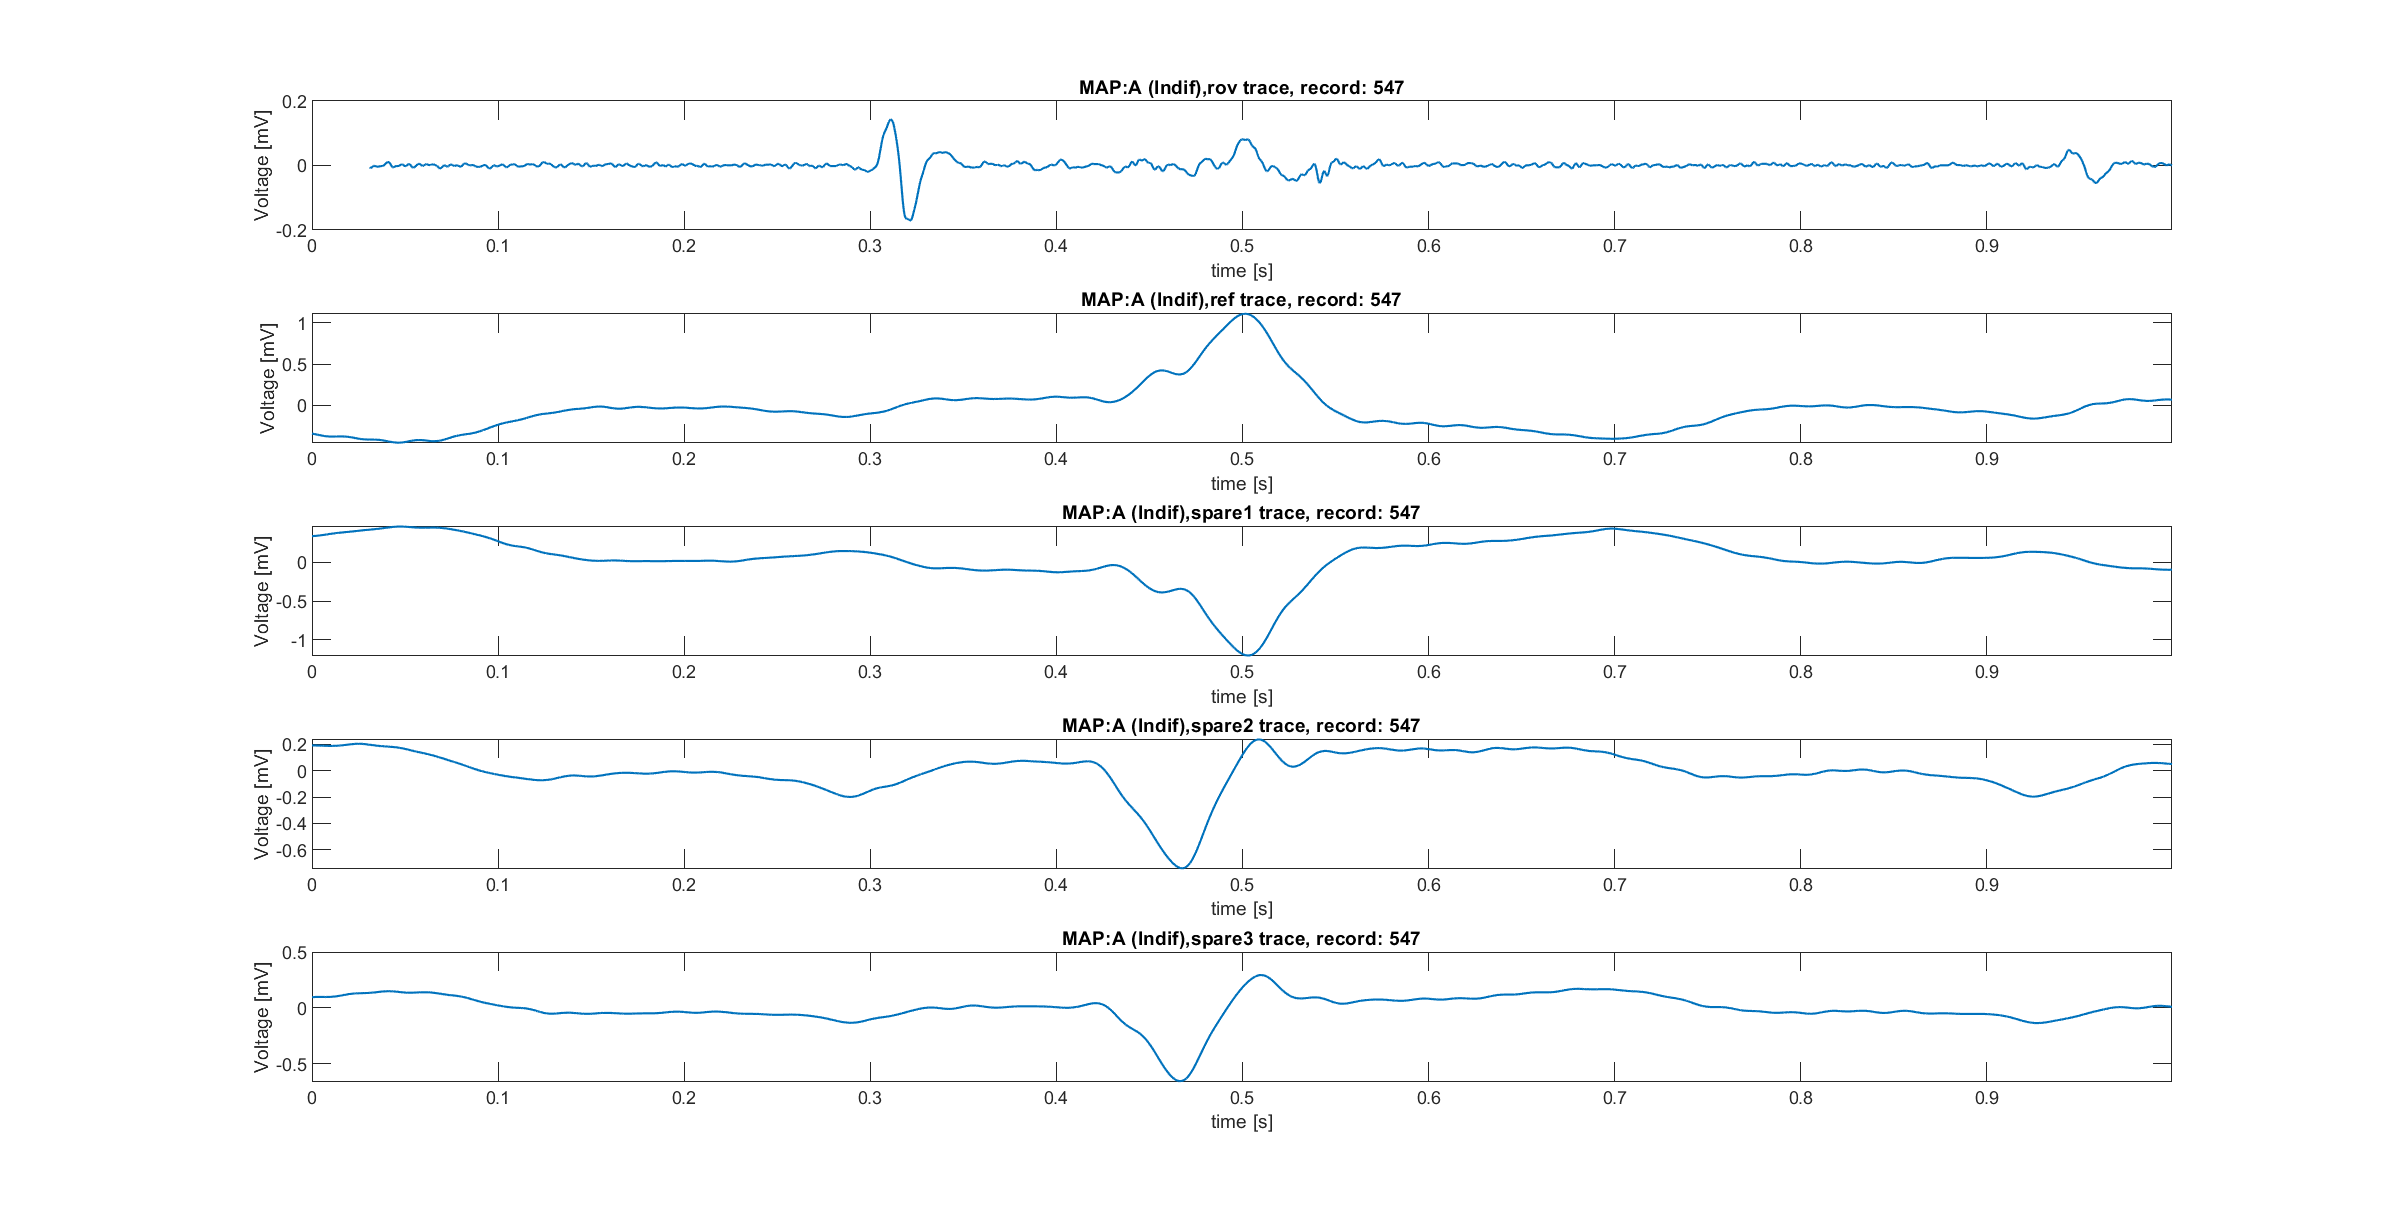 MAP:A (Indif),rov trace, record: 547
Voltage [mV]
0.2
0
-0.2
0 0.1 0.2 0.3 0.4 0.5 0.6 0.7 0.8 0.9
time [s]
MAP:A (Indif),ref trace, record: 547
Voltage [mV]
1
0.5
0
0 0.1 0.2 0.3 0.4 0.5 0.6 0.7 0.8 0.9
time [s]
MAP:A (Indif),spare1 trace, record: 547
Voltage [mV]
0
-0.5
-1
0 0.1 0.2 0.3 0.4 0.5 0.6 0.7 0.8 0.9
time [s]
MAP:A (Indif),spare2 trace, record: 547
Voltage [mV]
0.2
0
-0.2
-0.4
-0.6
0 0.1 0.2 0.3 0.4 0.5 0.6 0.7 0.8 0.9
time [s]
MAP:A (Indif),spare3 trace, record: 547
Voltage [mV]
0.5
0
-0.5
0 0.1 0.2 0.3 0.4 0.5 0.6 0.7 0.8 0.9
time [s]